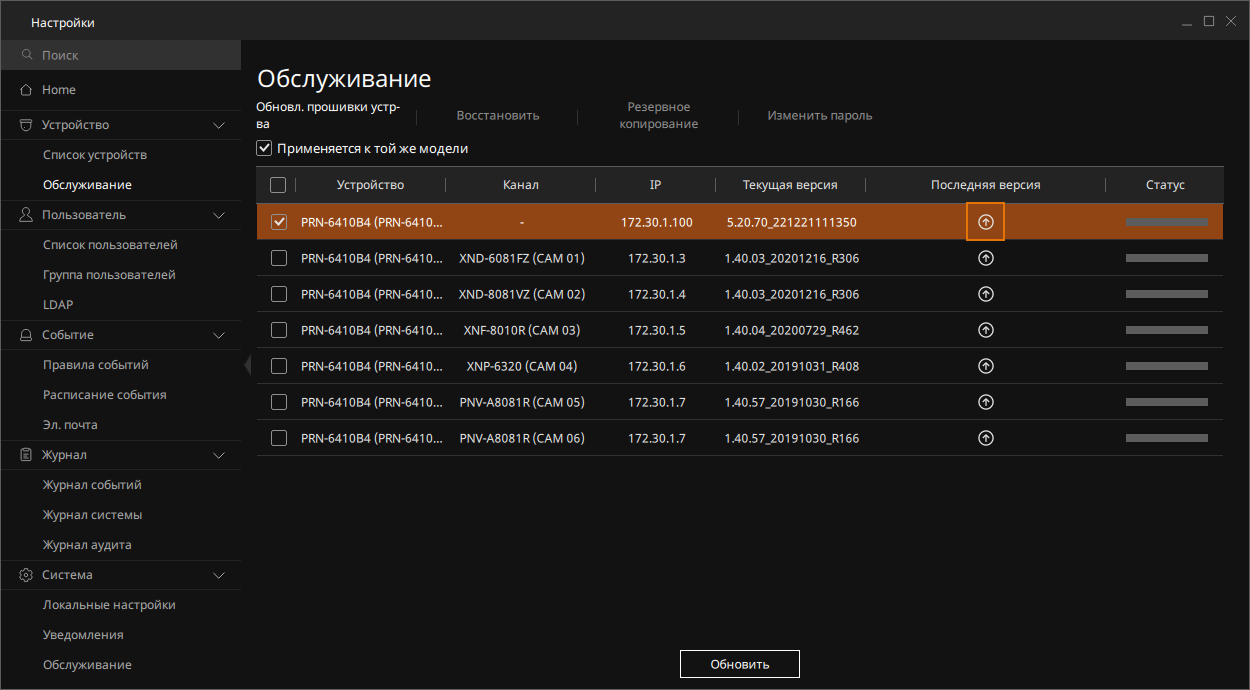 Настройки
Поиск
Home
Устройство
Список устройств
Обслуживание
Пользователь
Список пользователей
Группа пользователей
LDAP
Событие
Правила событий
Расписание события
Эл. почта
Журнал
Журнал событий
Журнал системы
Журнал аудита
Система
Локальные настройки
Уведомления
Обслуживание
Обслуживание
Обновл. прошивки устр-
ва
Восстановить
Резервное
копирование
Изменить пароль
Применяется к той же модели
Устройство Канал IP Текущая версия Последняя версия Статус
PRN-6410B4 (PRN-6410... - 172.30.1.100 5.20.70_221221111350
PRN-6410B4 (PRN-6410... XND-6081FZ (CAM 01) 172.30.1.3 1.40.03_20201216_R306
PRN-6410B4 (PRN-6410... XND-8081VZ (CAM 02) 172.30.1.4 1.40.03_20201216_R306
PRN-6410B4 (PRN-6410... XNF-8010R (CAM 03) 172.30.1.5 1.40.04_20200729_R462
PRN-6410B4 (PRN-6410... XNP-6320 (CAM 04) 172.30.1.6 1.40.02_20191031_R408
PRN-6410B4 (PRN-6410... PNV-A8081R (CAM 05) 172.30.1.7 1.40.57_20191030_R166
PRN-6410B4 (PRN-6410... PNV-A8081R (CAM 06) 172.30.1.7 1.40.57_20191030_R166
Обновить